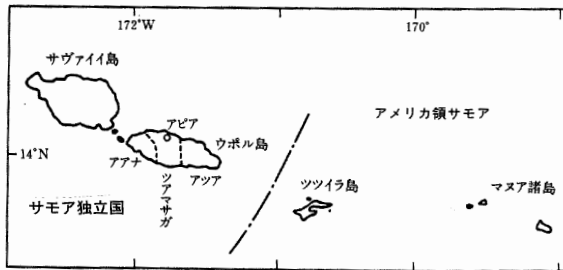 172°W
170°
サヴァイイ島
アメリカ領サモア
アピア
ウポル島
14°N
アアナ
アツア
ツアマサガ
サモア独立国
ツツイラ島
マヌア諸島